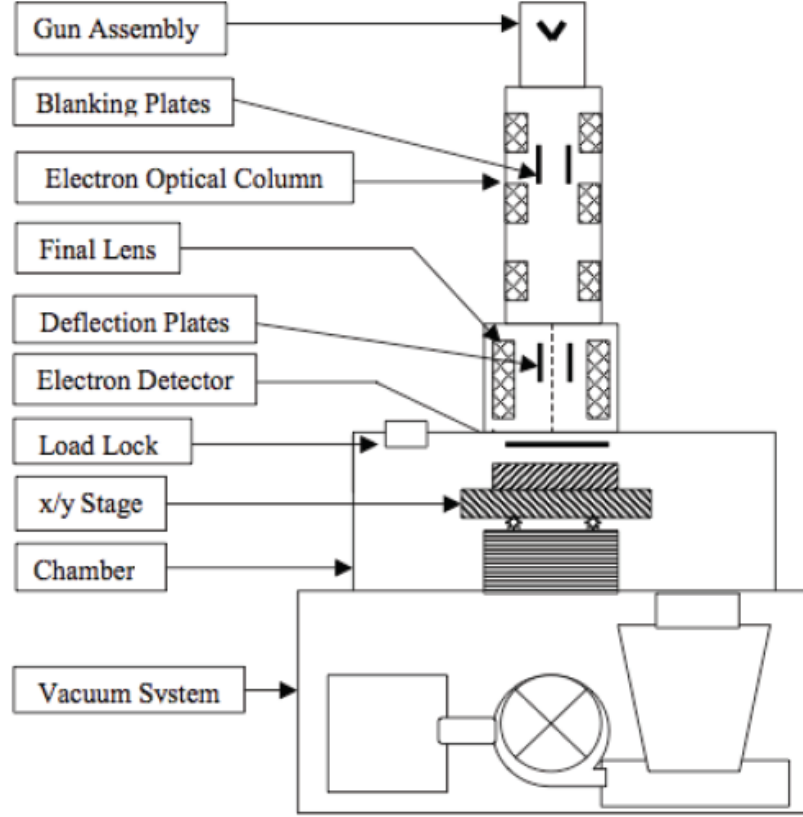 Gun Assembly
Blanking Plates
Electron Optical Column
Final Lens
Deflection Plates
Electron Detector
Load Lock
x/y Stage
Chamber
Vacuum System